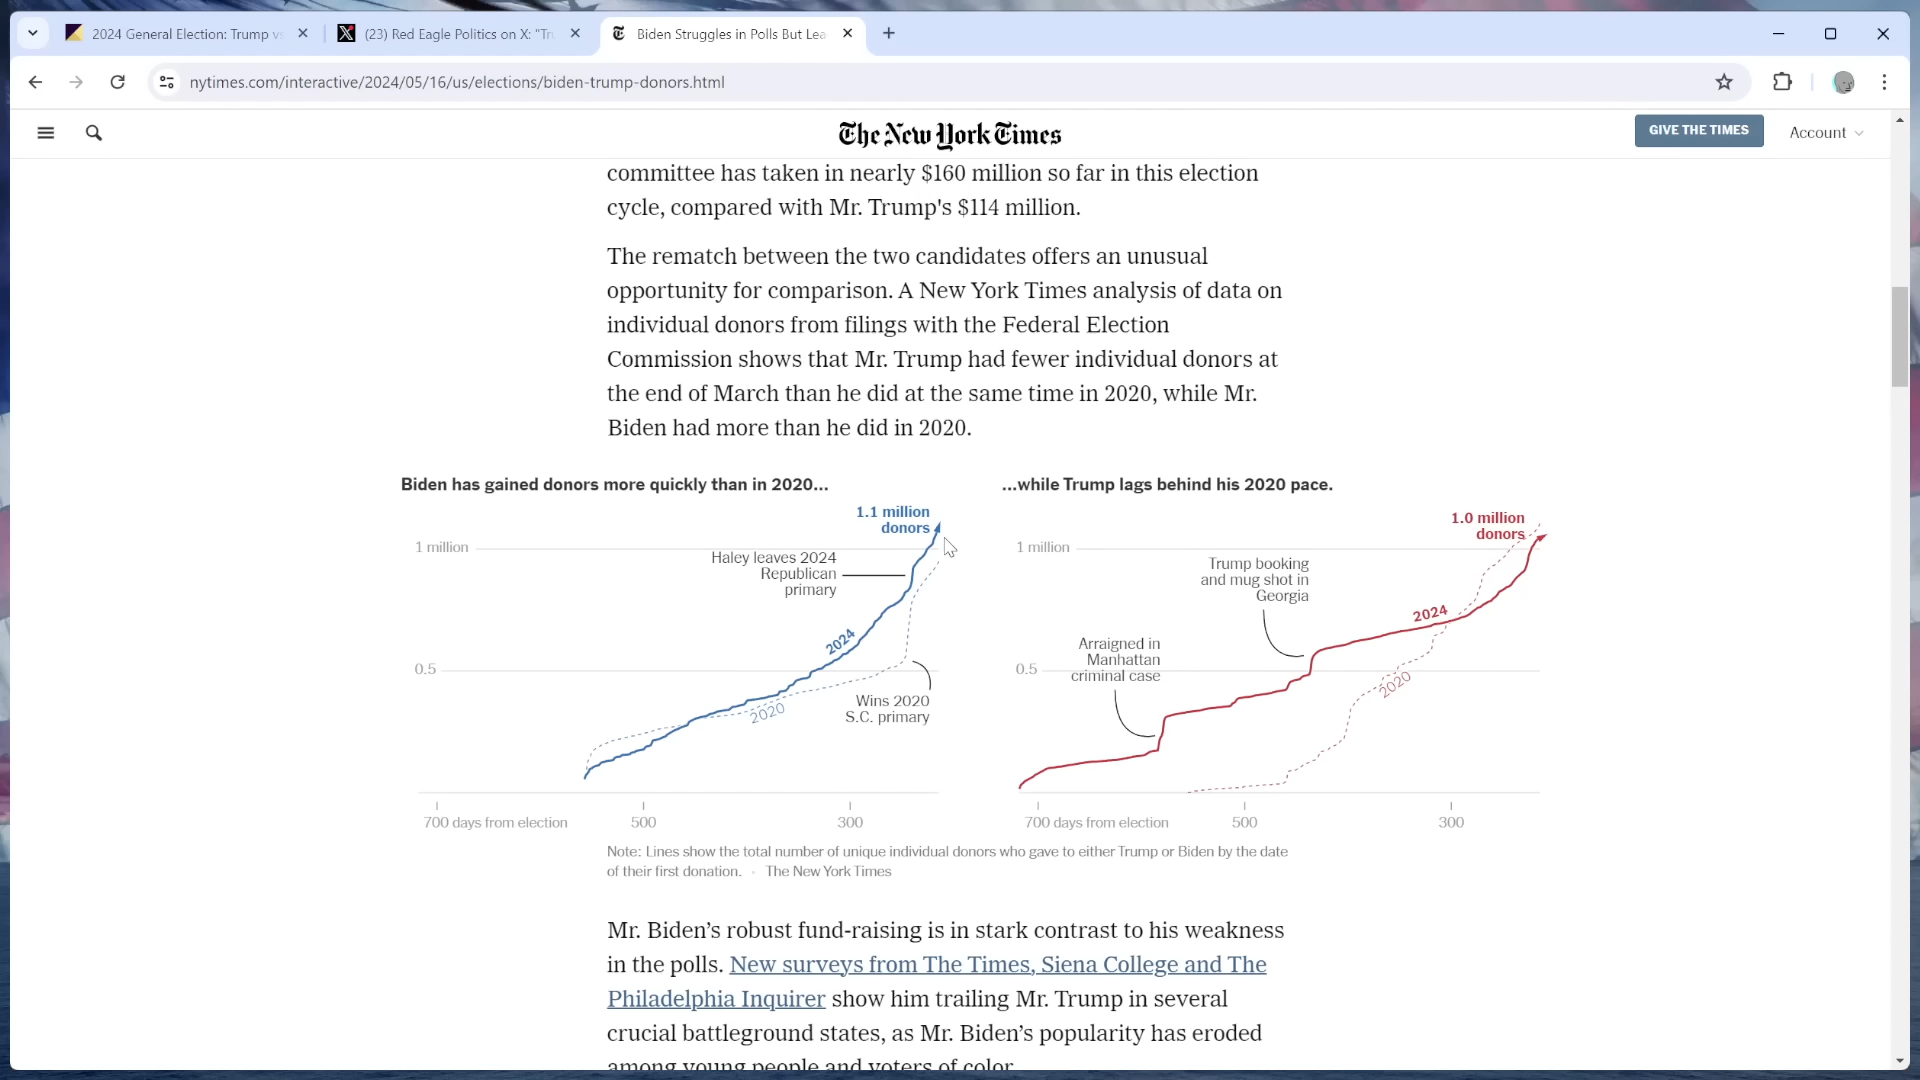 2024 General Election: Trump vs
(23) Red Eagle Politics on X: "Tr
Biden Struggles in Polls But Lea
nytimes.com/interactive/2024/05/16/us/elections/biden-trump-donors.html
The New York Times
GIVE THE TIMES
Account
committee has taken in nearly $160 million so far in this election
cycle, compared with Mr. Trump's $114 million.
The rematch between the two candidates offers an unusual
opportunity for comparison. A New York Times analysis of data on
individual donors from filings with the Federal Election
Commission shows that Mr. Trump had fewer individual donors at
the end of March than he did at the same time in 2020, while Mr.
Biden had more than he did in 2020.
Biden has gained donors more quickly than in 2020...
1.1 million
donors
1 million
Haley leaves 2024
Republican
primary
2024
0.5
2020
Wins 2020
S.C. primary
700 days from election
500
300
...while Trump lags behind his 2020 pace.
1.0 million
donors
1 million
Trump booking
and mug shot in
Georgia
2024
Arraigned in
Manhattan
criminal case
0.5
2020
700 days from election
500
300
Note: Lines show the total number of unique individual donors who gave to either Trump or Biden by the date
of their first donation. • The New York Times
Mr. Biden’s robust fund-raising is in stark contrast to his weakness
in the polls. New surveys from The Times, Siena College and The
Philadelphia Inquirer show him trailing Mr. Trump in several
crucial battleground states, as Mr. Biden’s popularity has eroded
among young people and voters of color.